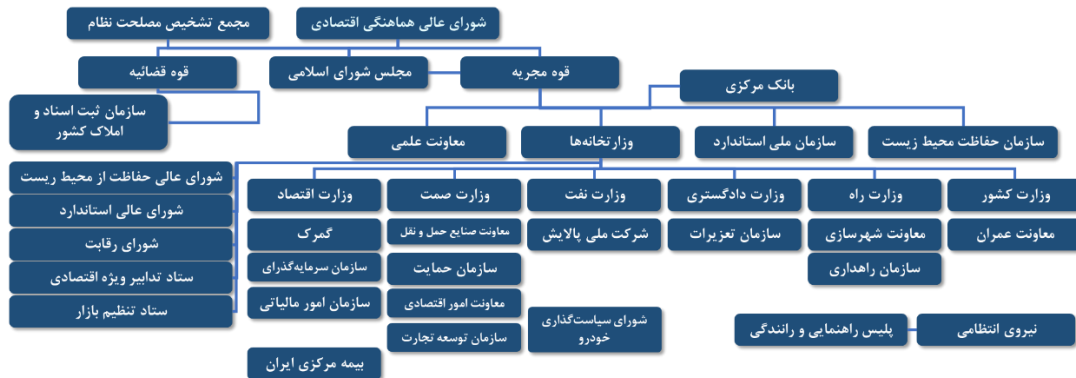 شورای عالی هماهنگی اقتصادی
مجمع تشخیص مصلحت نظام
قوه مجریه
مجلس شورای اسلامی
قوه قضائیه
بانک مرکزی
سازمان ثبت اسناد و
املاک کشور
سازمان حفاظت محیط زیست
سازمان ملی استاندارد
وزارتخانه‌ها
معاونت علمی
شورای عالی حفاظت از محیط ریست
شورای عالی استاندارد
شورای رقابت
ستاد تدابیر ویژه اقتصادی
ستاد تنظیم بازار
وزارت کشور
وزارت راه
وزارت دادگستری
وزارت نفت
وزارت صمت
وزارت اقتصاد
معاونت عمران
معاونت شهرسازی
سازمان تعزیرات
شرکت ملی پالایش
معاونت صنایع حمل و نقل
گمرک
سازمان راهداری
سازمان حمایت
سازمان سرمایه‌گذرای
معاونت امور اقتصادی
سازمان امور مالیاتی
شورای سیاست‌گذاری
خودرو
سازمان توسعه تجارت
بیمه مرکزی ایران
نیروی انتظامی
پلیس راهنمایی و رانندگی